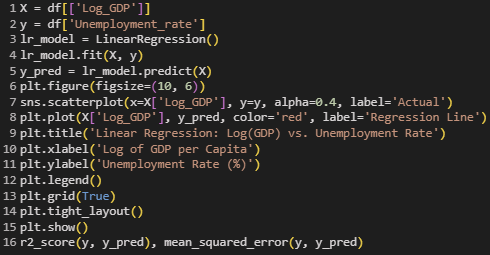 1 X = df[['Log_GDP']]
2 y = df['Unemployment_rate']
3 lr_model = LinearRegression()
4 lr_model.fit(X, y)
5 y_pred = lr_model.predict(X)
6 plt.figure(figsize=(10, 6))
7 sns.scatterplot(x=X['Log_GDP'], y=y, alpha=0.4, label='Actual')
8 plt.plot(X['Log_GDP'], y_pred, color='red', label='Regression Line')
9 plt.title('Linear Regression: Log(GDP) vs. Unemployment Rate')
10 plt.xlabel('Log of GDP per Capita')
11 plt.ylabel('Unemployment Rate (%)')
12 plt.legend()
13 plt.grid(True)
14 plt.tight_layout()
15 plt.show()
16 r2_score(y, y_pred), mean_squared_error(y, y_pred)